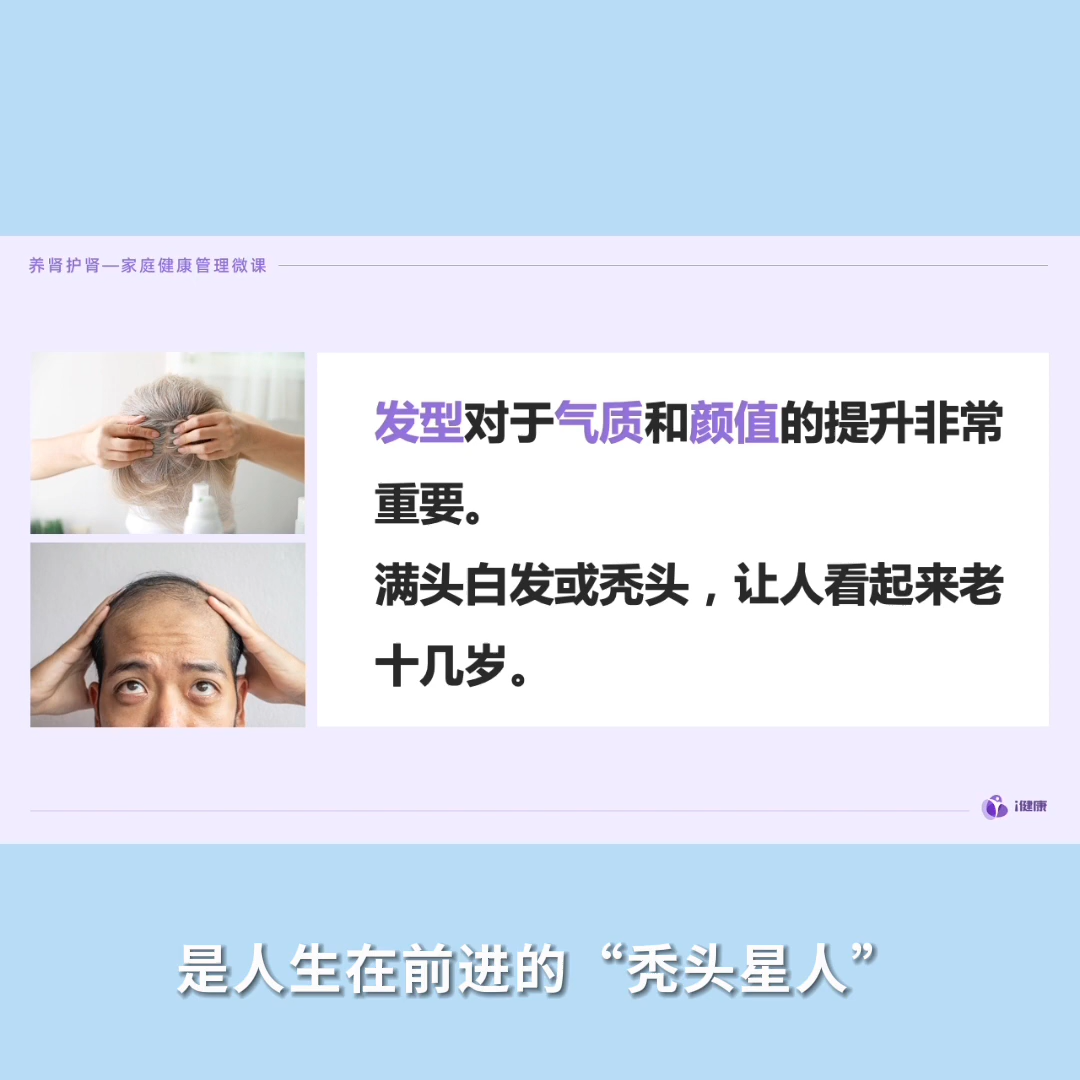 养肾护肾—家庭健康管理微课
发型对于气质和颜值的提升非常
重要。
满头白发或秃头，让人看起来老
十几岁。
i健康
是人生在前进的“秃头星人”